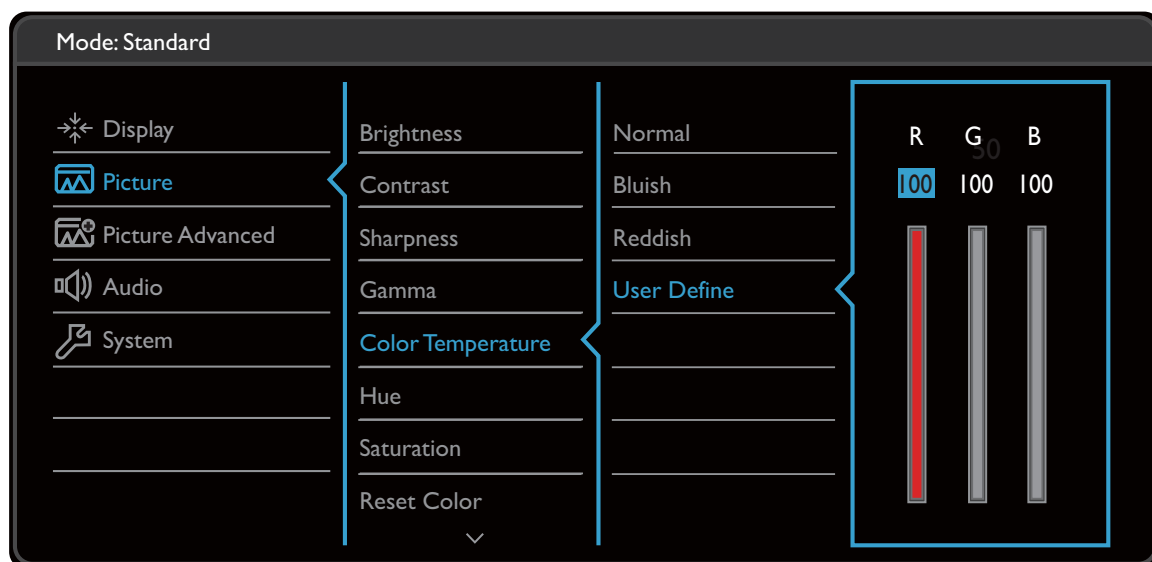 Mode: Standard
Display
Picture
Picture Advanced
Audio
System
Brightness
Contrast
Sharpness
Gamma
Color Temperature
Hue
Saturation
Reset Color
Normal
Bluish
Reddish
User Define
R G B
50
100 100 100